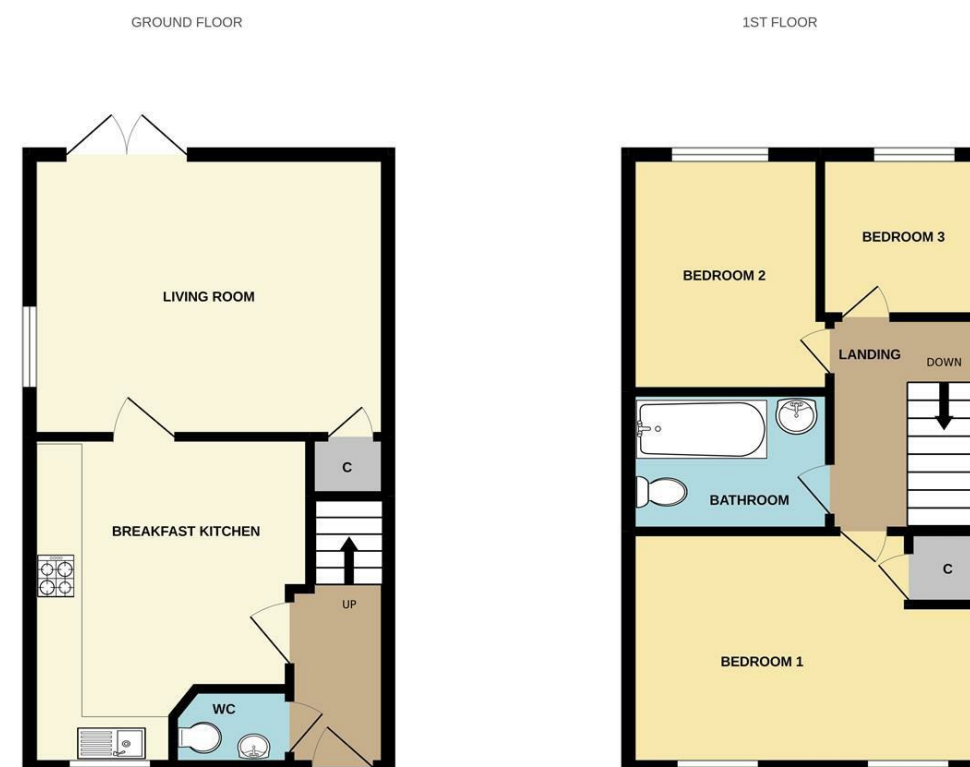 GROUND FLOOR
LIVING ROOM
C
BREAKFAST KITCHEN
UP
WC
1ST FLOOR
BEDROOM 3
BEDROOM 2
LANDING
DOWN
BATHROOM
C
BEDROOM 1